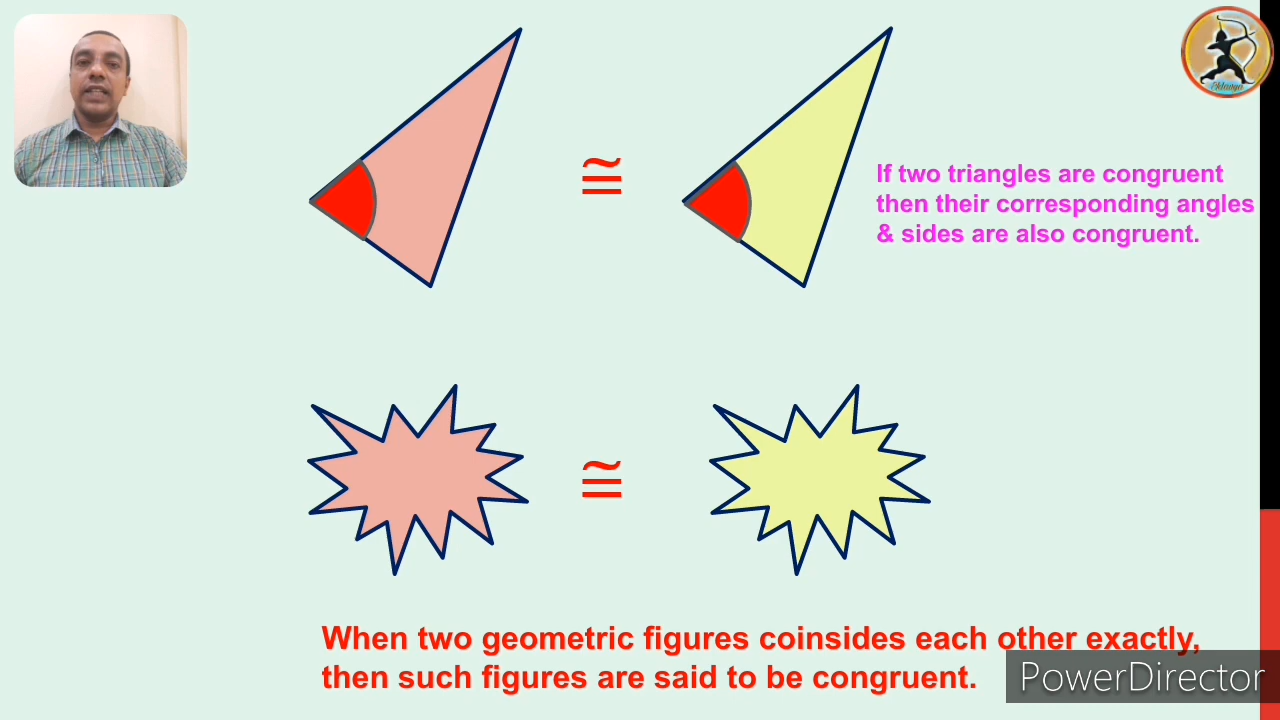 ≅
If two triangles are congruent
then their corresponding angles
& sides are also congruent.
≅
When two geometric figures coinsides each other exactly,
then such figures are said to be congruent.
PowerDirector